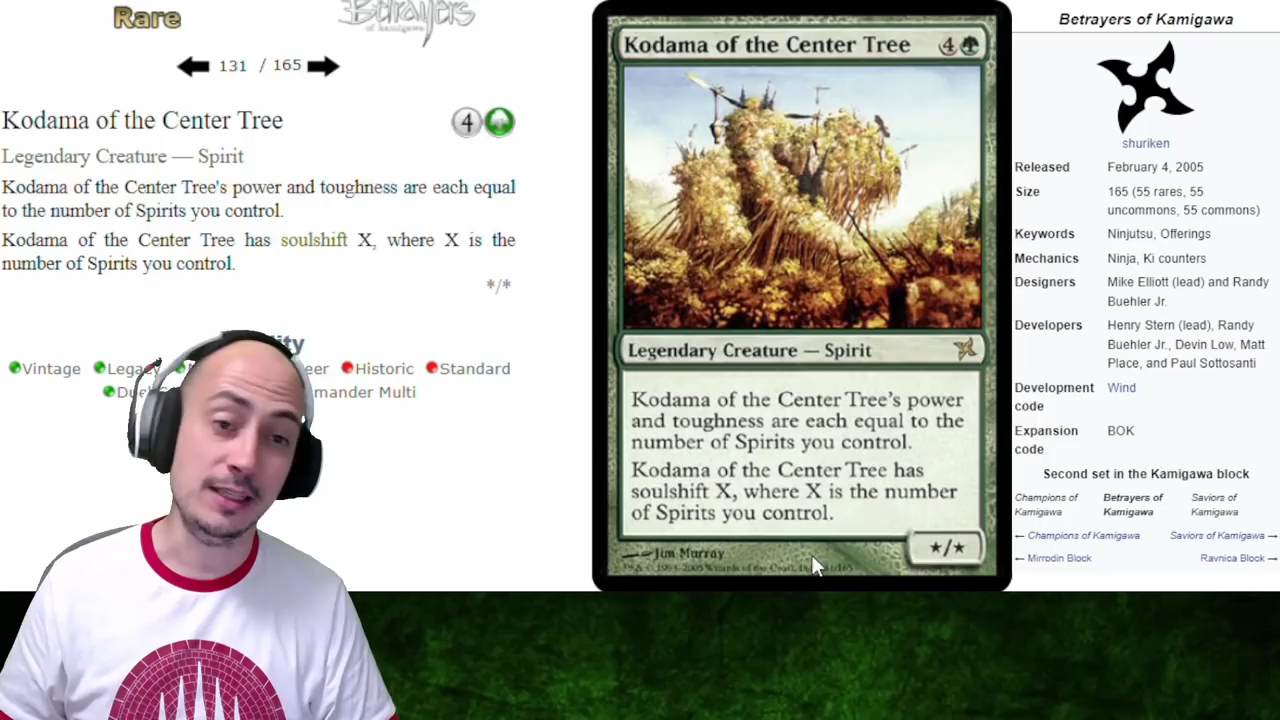 Rare
Betrayers
of Kamigawa
131 / 165
Kodama of the Center Tree
4
Legendary Creature — Spirit
Kodama of the Center Tree's power and toughness are each equal
to the number of Spirits you control.
Kodama of the Center Tree has soulshift X, where X is the
number of Spirits you control.
*/*
Vintage
Historic
Standard
Multi
Kodama of the Center Tree 4
Legendary Creature — Spirit
Kodama of the Center Tree's power
and toughness are each equal to the
number of Spirits you control.
Kodama of the Center Tree has
soulshift X, where X is the number
of Spirits you control.
Jim Murray
*/*
Betrayers of Kamigawa
shuriken
Released February 4, 2005
Size 165 (55 rares, 55
uncommons, 55 commons)
Keywords Ninjutsu, Offerings
Mechanics Ninja, Ki counters
Designers Mike Elliott (lead) and Randy
Buehler Jr.
Developers Henry Stern (lead), Randy
Buehler Jr., Devin Low, Matt
Place, and Paul Sottosanti
Development Wind
code
Expansion BOK
code
Second set in the Kamigawa block
Champions of Betrayers of Saviors of
Kamigawa Kamigawa Kamigawa
← Champions of Kamigawa Saviors of Kamigawa →
← Mirrodin Block Ravnica Block →